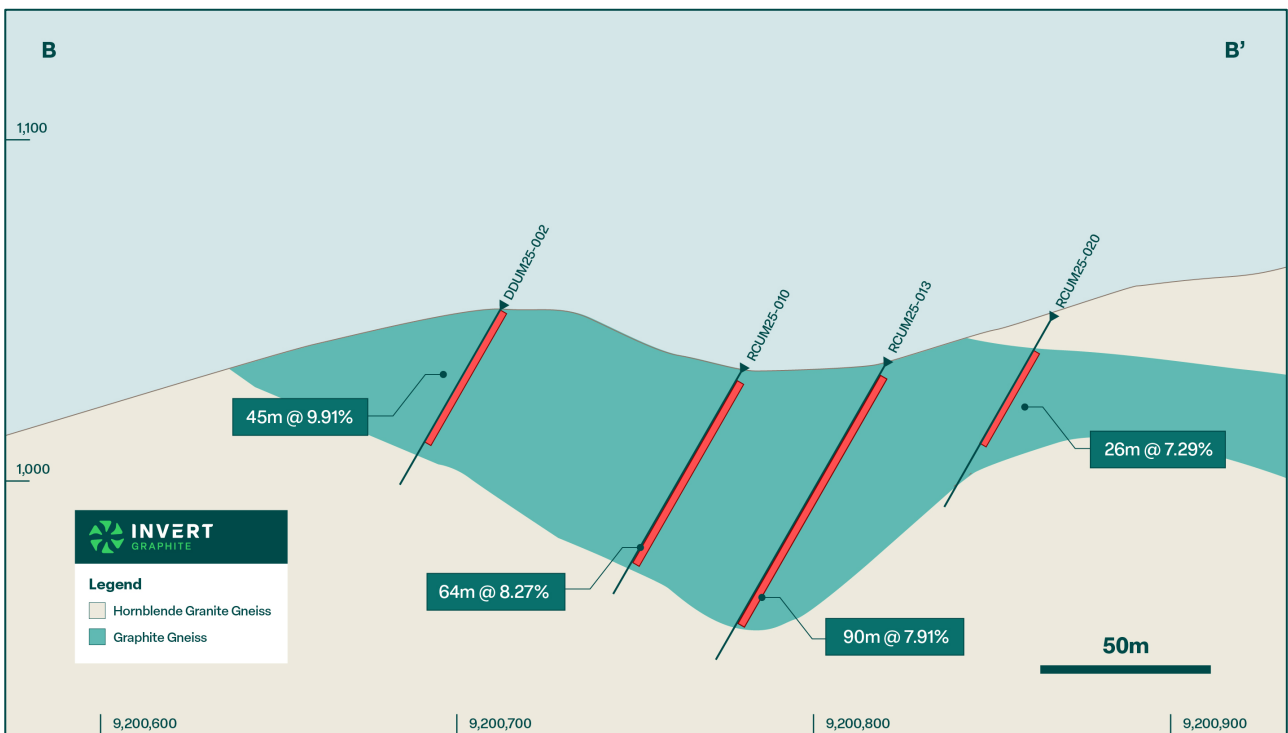 B
B’
1,100
DDUM25-002
RCUM25-010
RCUM25-013
RCUM25-020
45m @ 9.91%
26m @ 7.29%
1,000
INVERT
GRAPHITE
Legend
Hornblende Granite Gneiss
Graphite Gneiss
64m @ 8.27%
90m @ 7.91%
50m
9,200,600
9,200,700
9,200,800
9,200,900